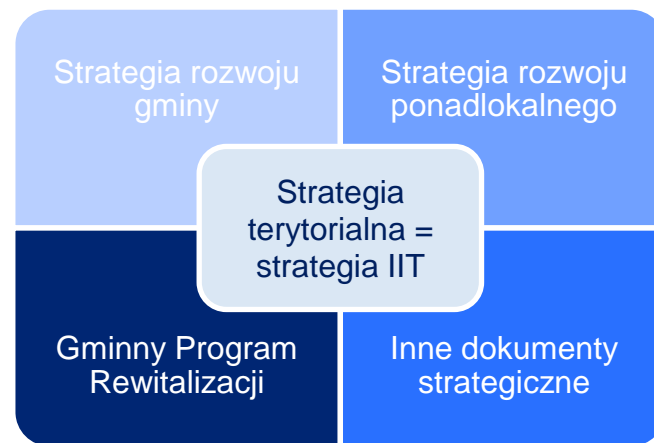 Strategia rozwoju
gminy
Strategia rozwoju
ponadlokalnego
Strategia
terytorialna =
strategia IIT
Gminny Program
Rewitalizacji
Inne dokumenty
strategiczne